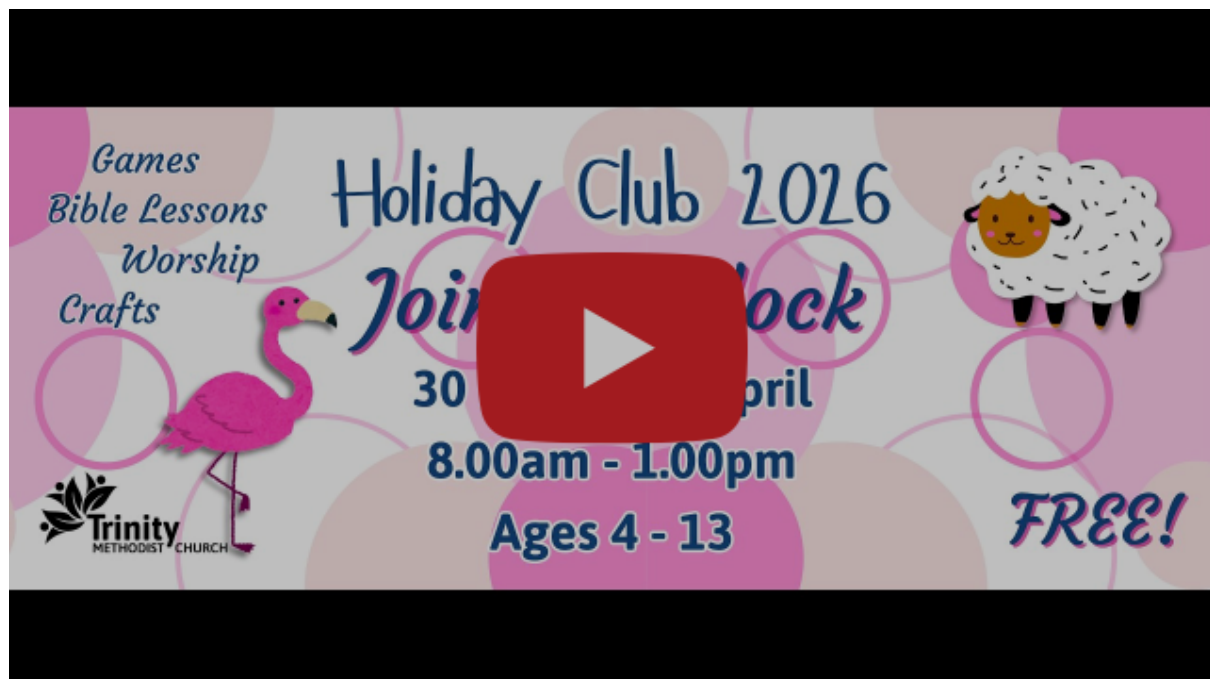 Games
Bible Lessons
Worship
Crafts
Holiday Club 2026
Join
30
8.00am - 1.00pm
Ages 4 - 13
FREE!
Trinity
METHODIST CHURCH